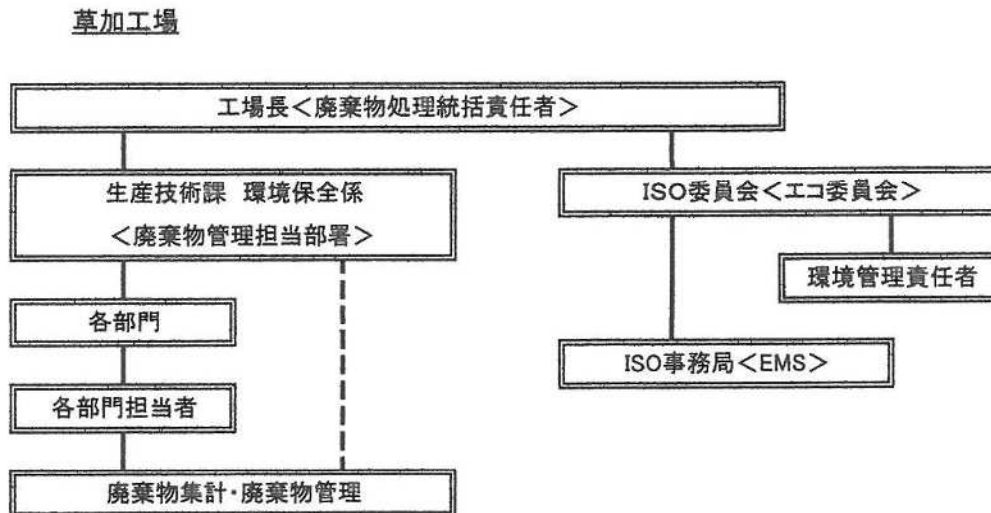 草加工場
工場長＜廃棄物処理統括責任者＞
生産技術課 環境保全係
＜廃棄物管理担当部署＞
ISO委員会＜エコ委員会＞
環境管理責任者
各部門
ISO事務局＜EMS＞
各部門担当者
廃棄物集計・廃棄物管理